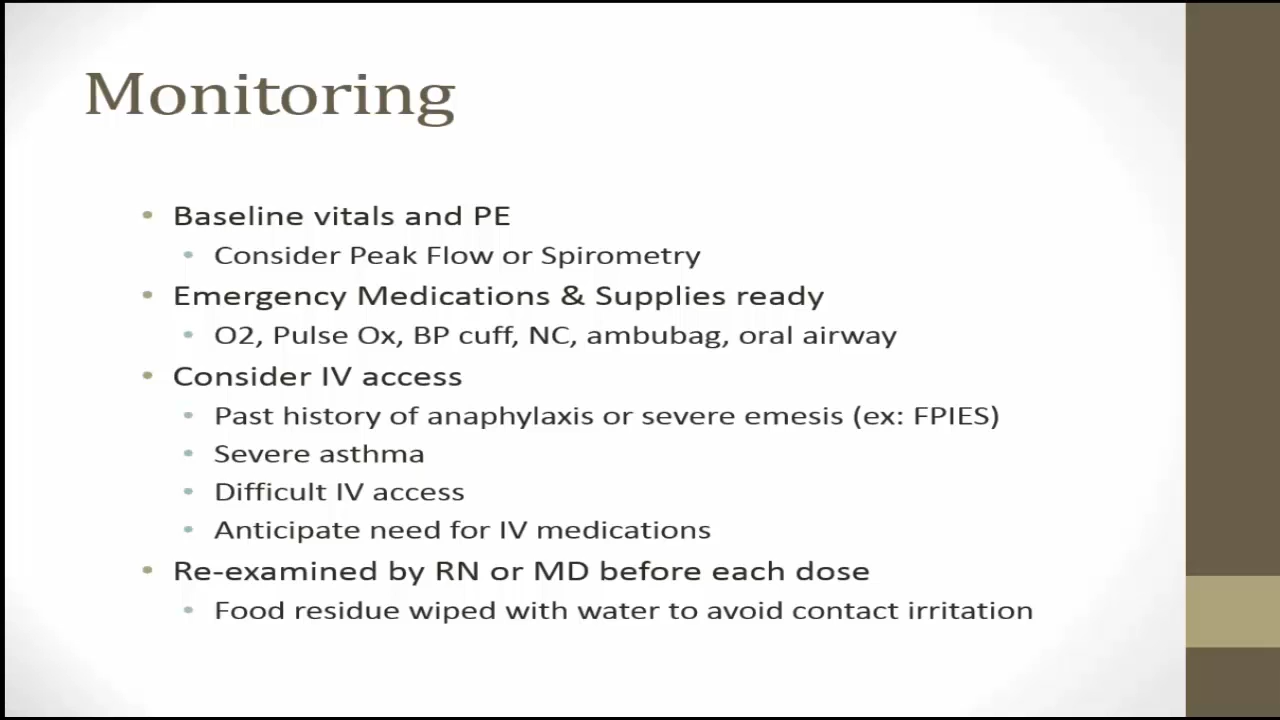 Monitoring
• Baseline vitals and PE
• Consider Peak Flow or Spirometry
• Emergency Medications & Supplies ready
• O2, Pulse Ox, BP cuff, NC, ambubag, oral airway
• Consider IV access
• Past history of anaphylaxis or severe emesis (ex: FPIES)
• Severe asthma
• Difficult IV access
• Anticipate need for IV medications
• Re-examined by RN or MD before each dose
• Food residue wiped with water to avoid contact irritation